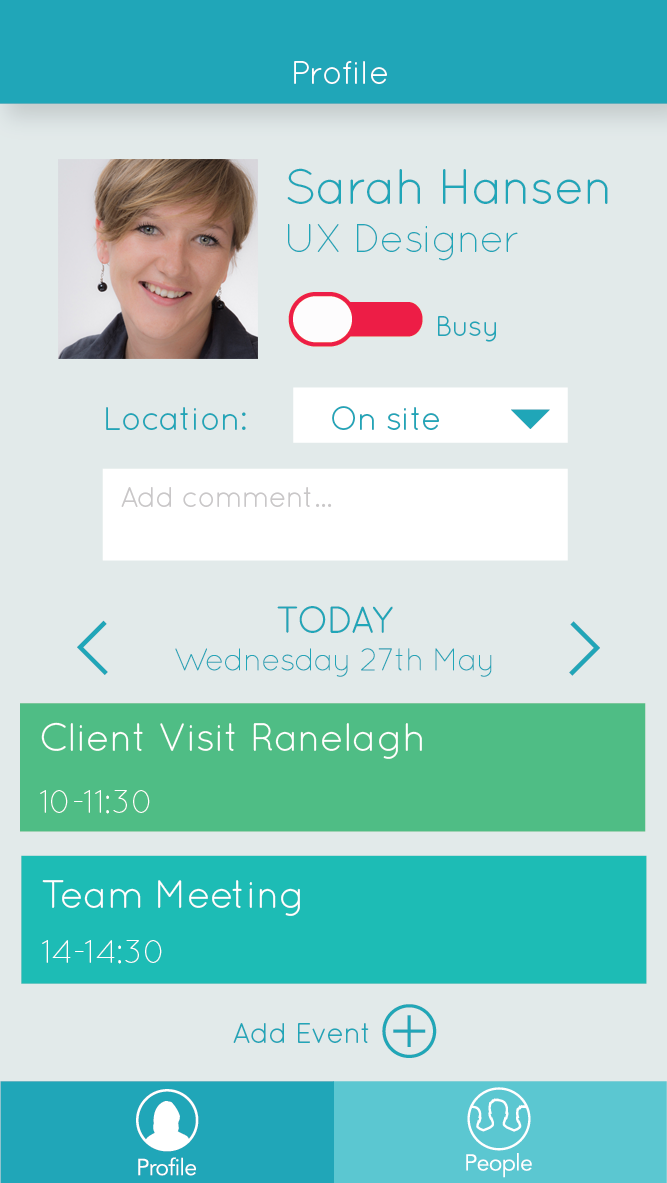 Profile
Sarah Hansen
UX Designer
Busy
Location:
On site
Add comment...
TODAY
Wednesday 27th May
Client Visit Ranelagh
10-11:30
Team Meeting
14-14:30
Add Event
Profile
People